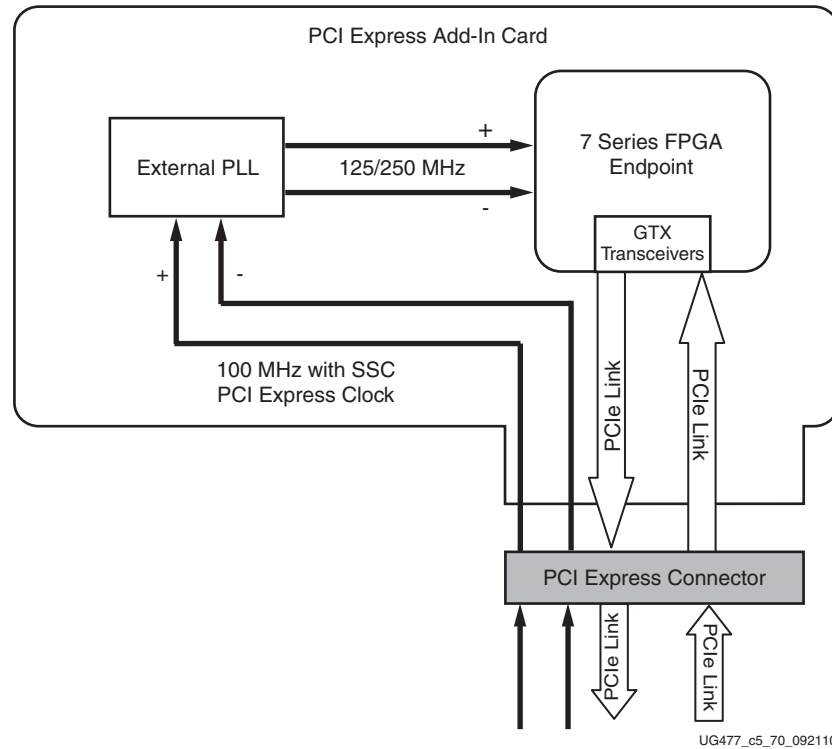 PCI Express Add-In Card
External PLL
+
125/250 MHz
-
7 Series FPGA
Endpoint
GTX
Transceivers
+
-
100 MHz with SSC
PCI Express Clock
PCIe Link
PCIe Link
PCI Express Connector
PCIe Link
PCIe Link
UG477_c5_70_092110